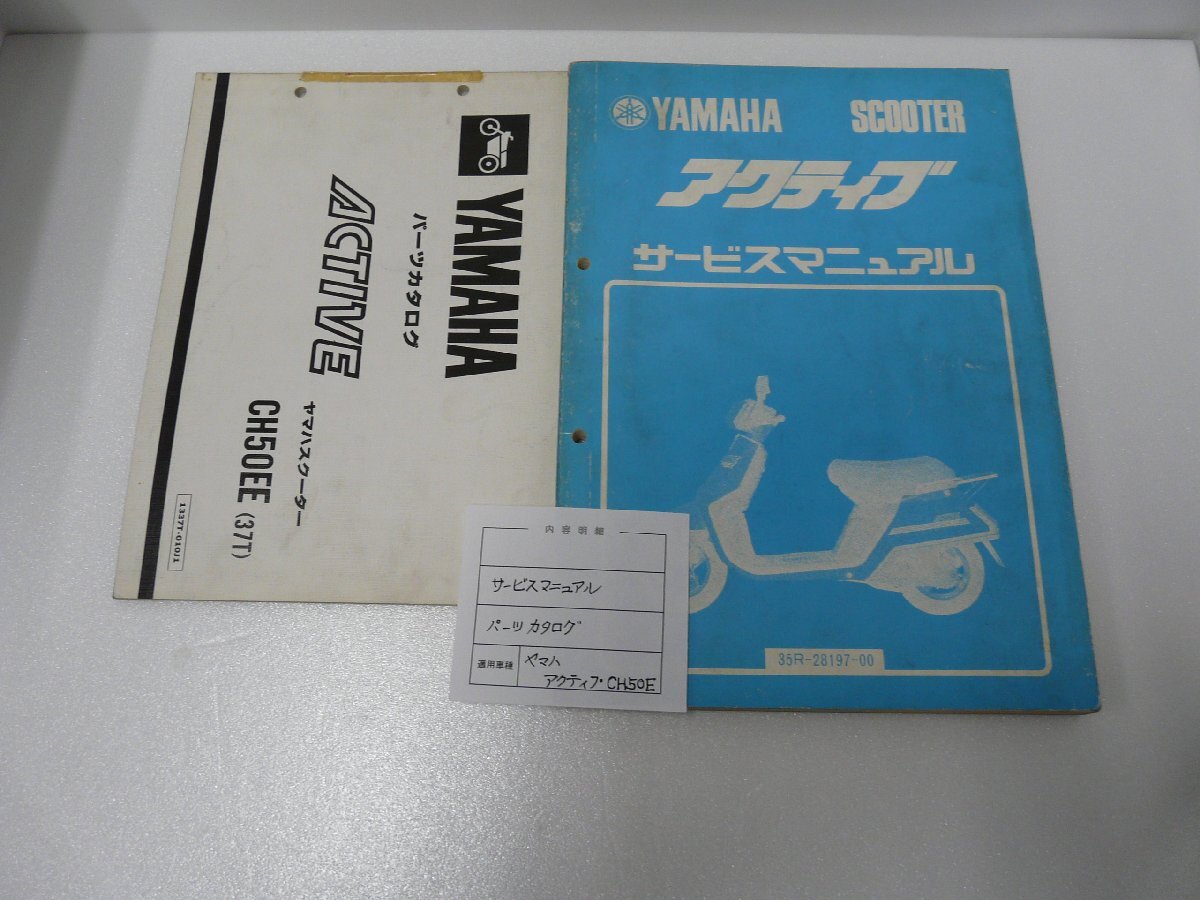 YAMAHA
パーツカタログ
ACTIVE
ヤマハスクーター
CH50EE (37T)
1337T-010J1
YAMAHA SCOOTER
アクティブ
サービスマニュアル
35R-28197-00
内容明細
サービスマニュアル
パーツカタログ
適用車種
ヤマハ
アクティブ・CH50E